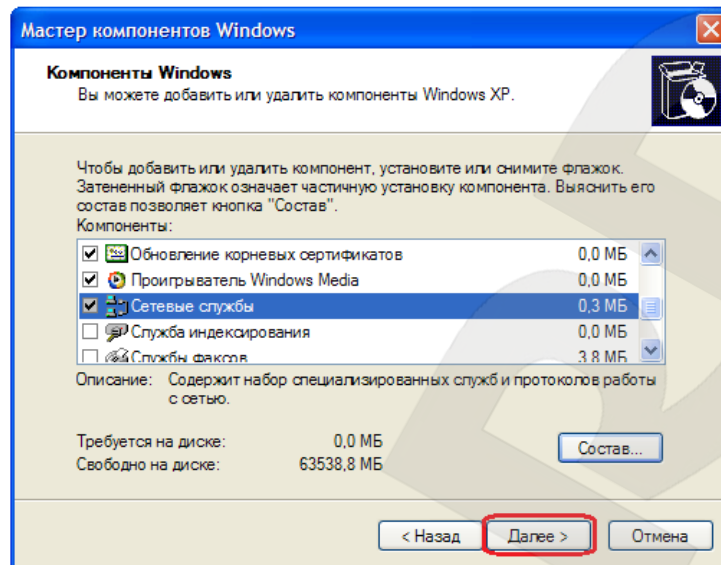 Мастер компонентов Windows
Компоненты Windows
Вы можете добавить или удалить компоненты Windows XP.
Чтобы добавить или удалить компонент, установите или снимите флажок.
Затененный флажок означает частичную установку компонента. Выяснить его
состав позволяет кнопка "Состав".
Компоненты:
Обновление корневых сертификатов 0,0 МБ
Проигрыватель Windows Media 0,0 МБ
Сетевые службы 0,3 МБ
Служба индексирования 0,0 МБ
Службы факсов 3,8 МБ
Описание: Содержит набор специализированных служб и протоколов работы
с сетью.
Требуется на диске: 0,0 МБ
Свободно на диске: 63538,8 МБ
Состав...
< Назад Далее > Отмена